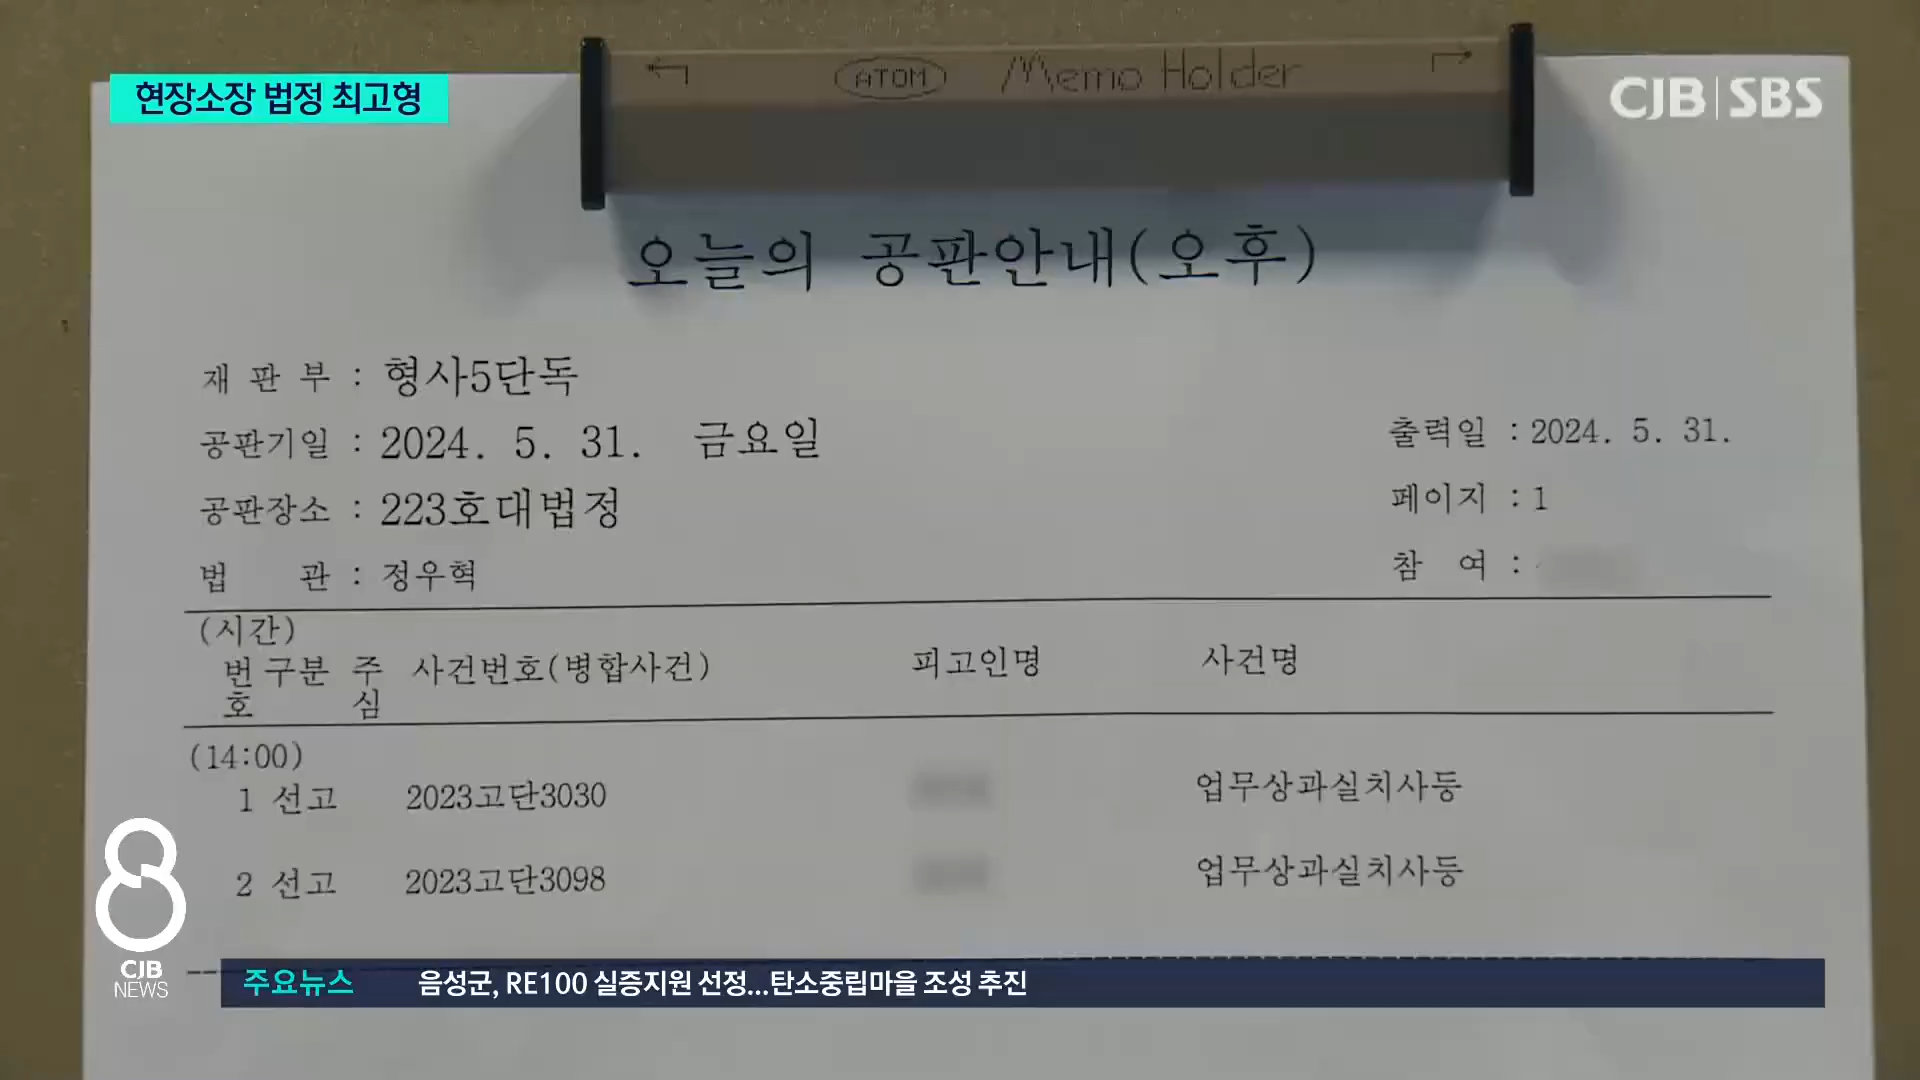 현장소장 법정 최고형
CJB SBS
ATOM Memo Holder
오늘의 공판안내(오후)
재 판 부 : 형사5단독
공판기일 : 2024. 5. 31. 금요일
출력일 : 2024. 5. 31.
공판장소 : 223호대법정
페이지 : 1
법 관 : 정우혁
참 여 :
(시간)
번호 구분 주심 사건번호(병합사건) 피고인명 사건명
(14:00)
1 선고 2023고단3030 업무상과실치사등
2 선고 2023고단3098 업무상과실치사등
8
CJB
NEWS
주요뉴스 음성군, RE100 실증지원 선정...탄소중립마을 조성 추진